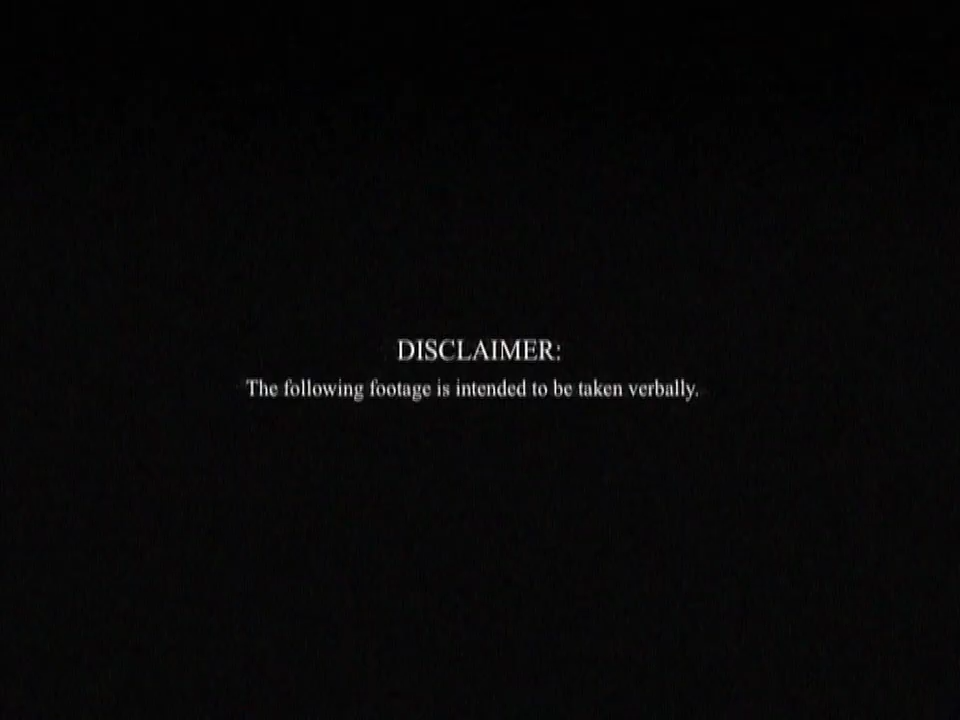 DISCLAIMER:
The following footage is intended to be taken verbally.